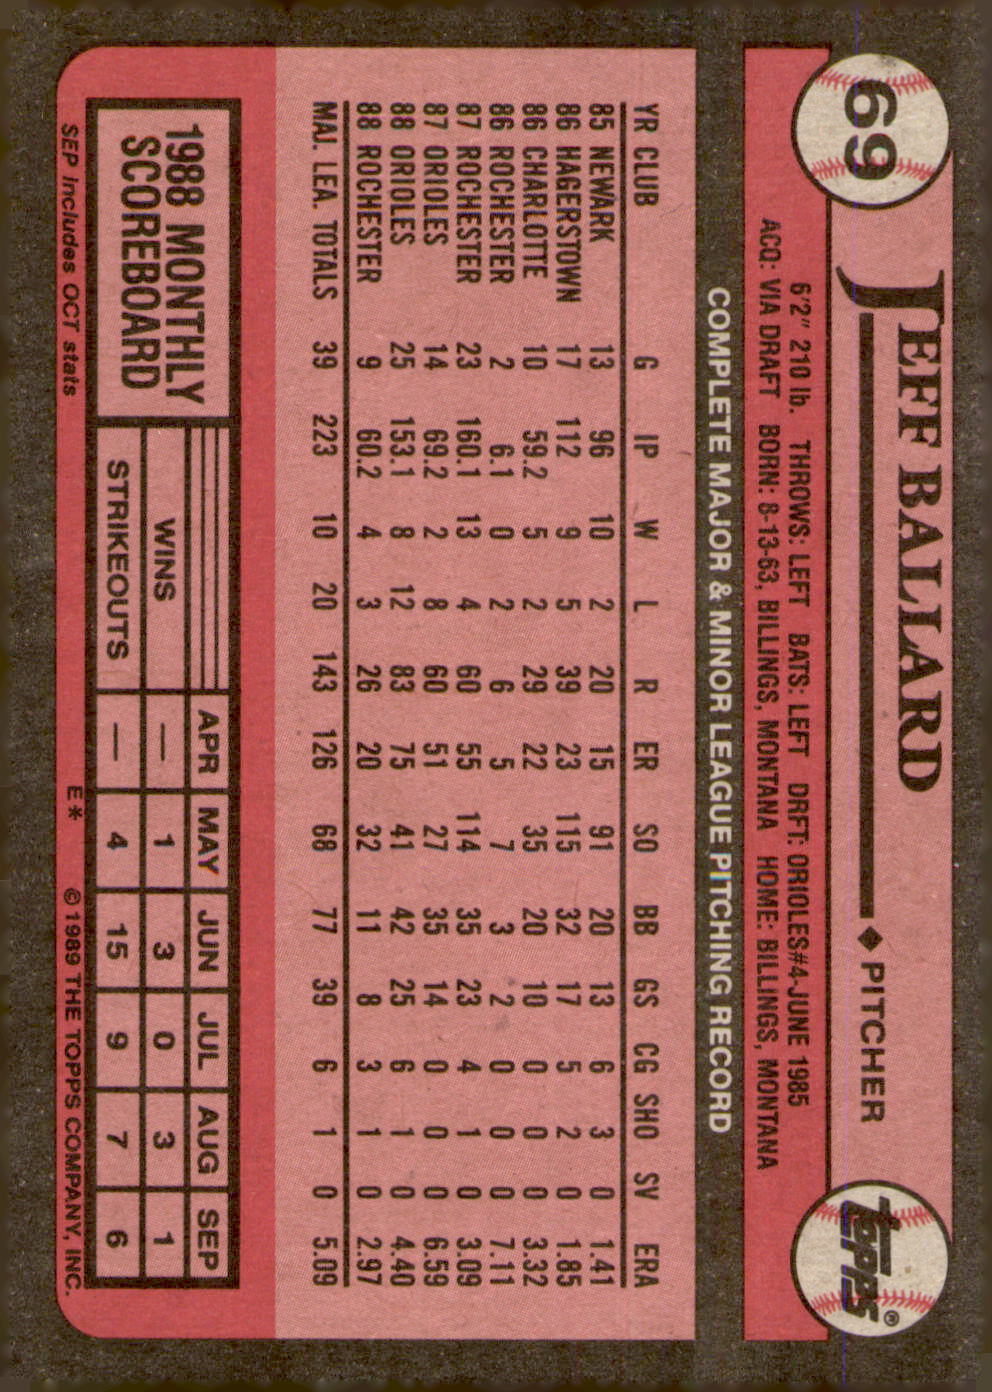 69
JEFF BALLARD ◆ PITCHER
topps®
6'2" 210 lb. THROWS: LEFT BATS: LEFT DRFT: ORIOLES#4-JUNE 1985
ACQ: VIA DRAFT BORN: 8-13-63, BILLINGS, MONTANA HOME: BILLINGS, MONTANA
COMPLETE MAJOR & MINOR LEAGUE PITCHING RECORD
YR CLUB G IP W L R ER SO BB GS CG SHO SV ERA
85 NEWARK 13 96 10 2 20 15 91 20 13 6 3 0 1.41
86 HAGERSTOWN 17 112 9 5 39 23 115 32 17 5 2 0 1.85
86 CHARLOTTE 10 59.2 5 2 29 22 35 20 10 0 0 0 3.32
86 ROCHESTER 2 6.1 0 2 6 5 7 3 2 0 0 0 7.11
87 ROCHESTER 23 160.1 13 4 60 55 114 35 23 4 1 0 3.09
87 ORIOLES 14 69.2 2 8 60 51 27 35 14 0 0 0 6.59
88 ORIOLES 25 153.1 8 12 83 75 41 42 25 6 1 0 4.40
88 ROCHESTER 9 60.2 4 3 26 20 32 11 8 3 1 0 2.97
MAJ. LEA. TOTALS 39 223 10 20 143 126 68 77 39 6 1 0 5.09
1988 MONTHLY
SCOREBOARD
APR MAY JUN JUL AUG SEP
WINS — 1 3 0 3 1
STRIKEOUTS — 4 15 9 7 6
SEP includes OCT stats E* © 1989 THE TOPPS COMPANY, INC.